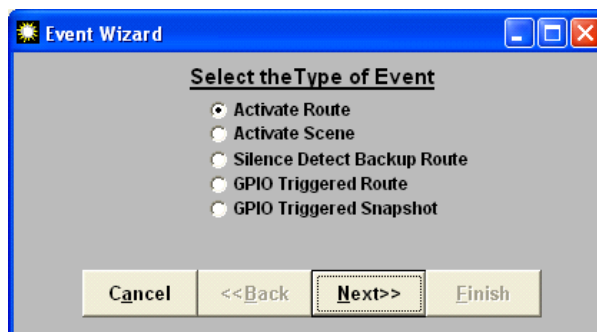 Event Wizard
Select theType of Event
Activate Route
Activate Scene
Silence Detect Backup Route
GPIO Triggered Route
GPIO Triggered Snapshot
Cancel <<Back Next>> Finish